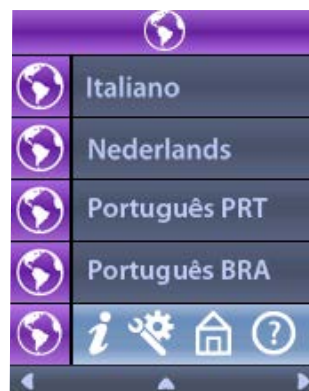 Italiano
Nederlands
Português PRT
Português BRA
i ?